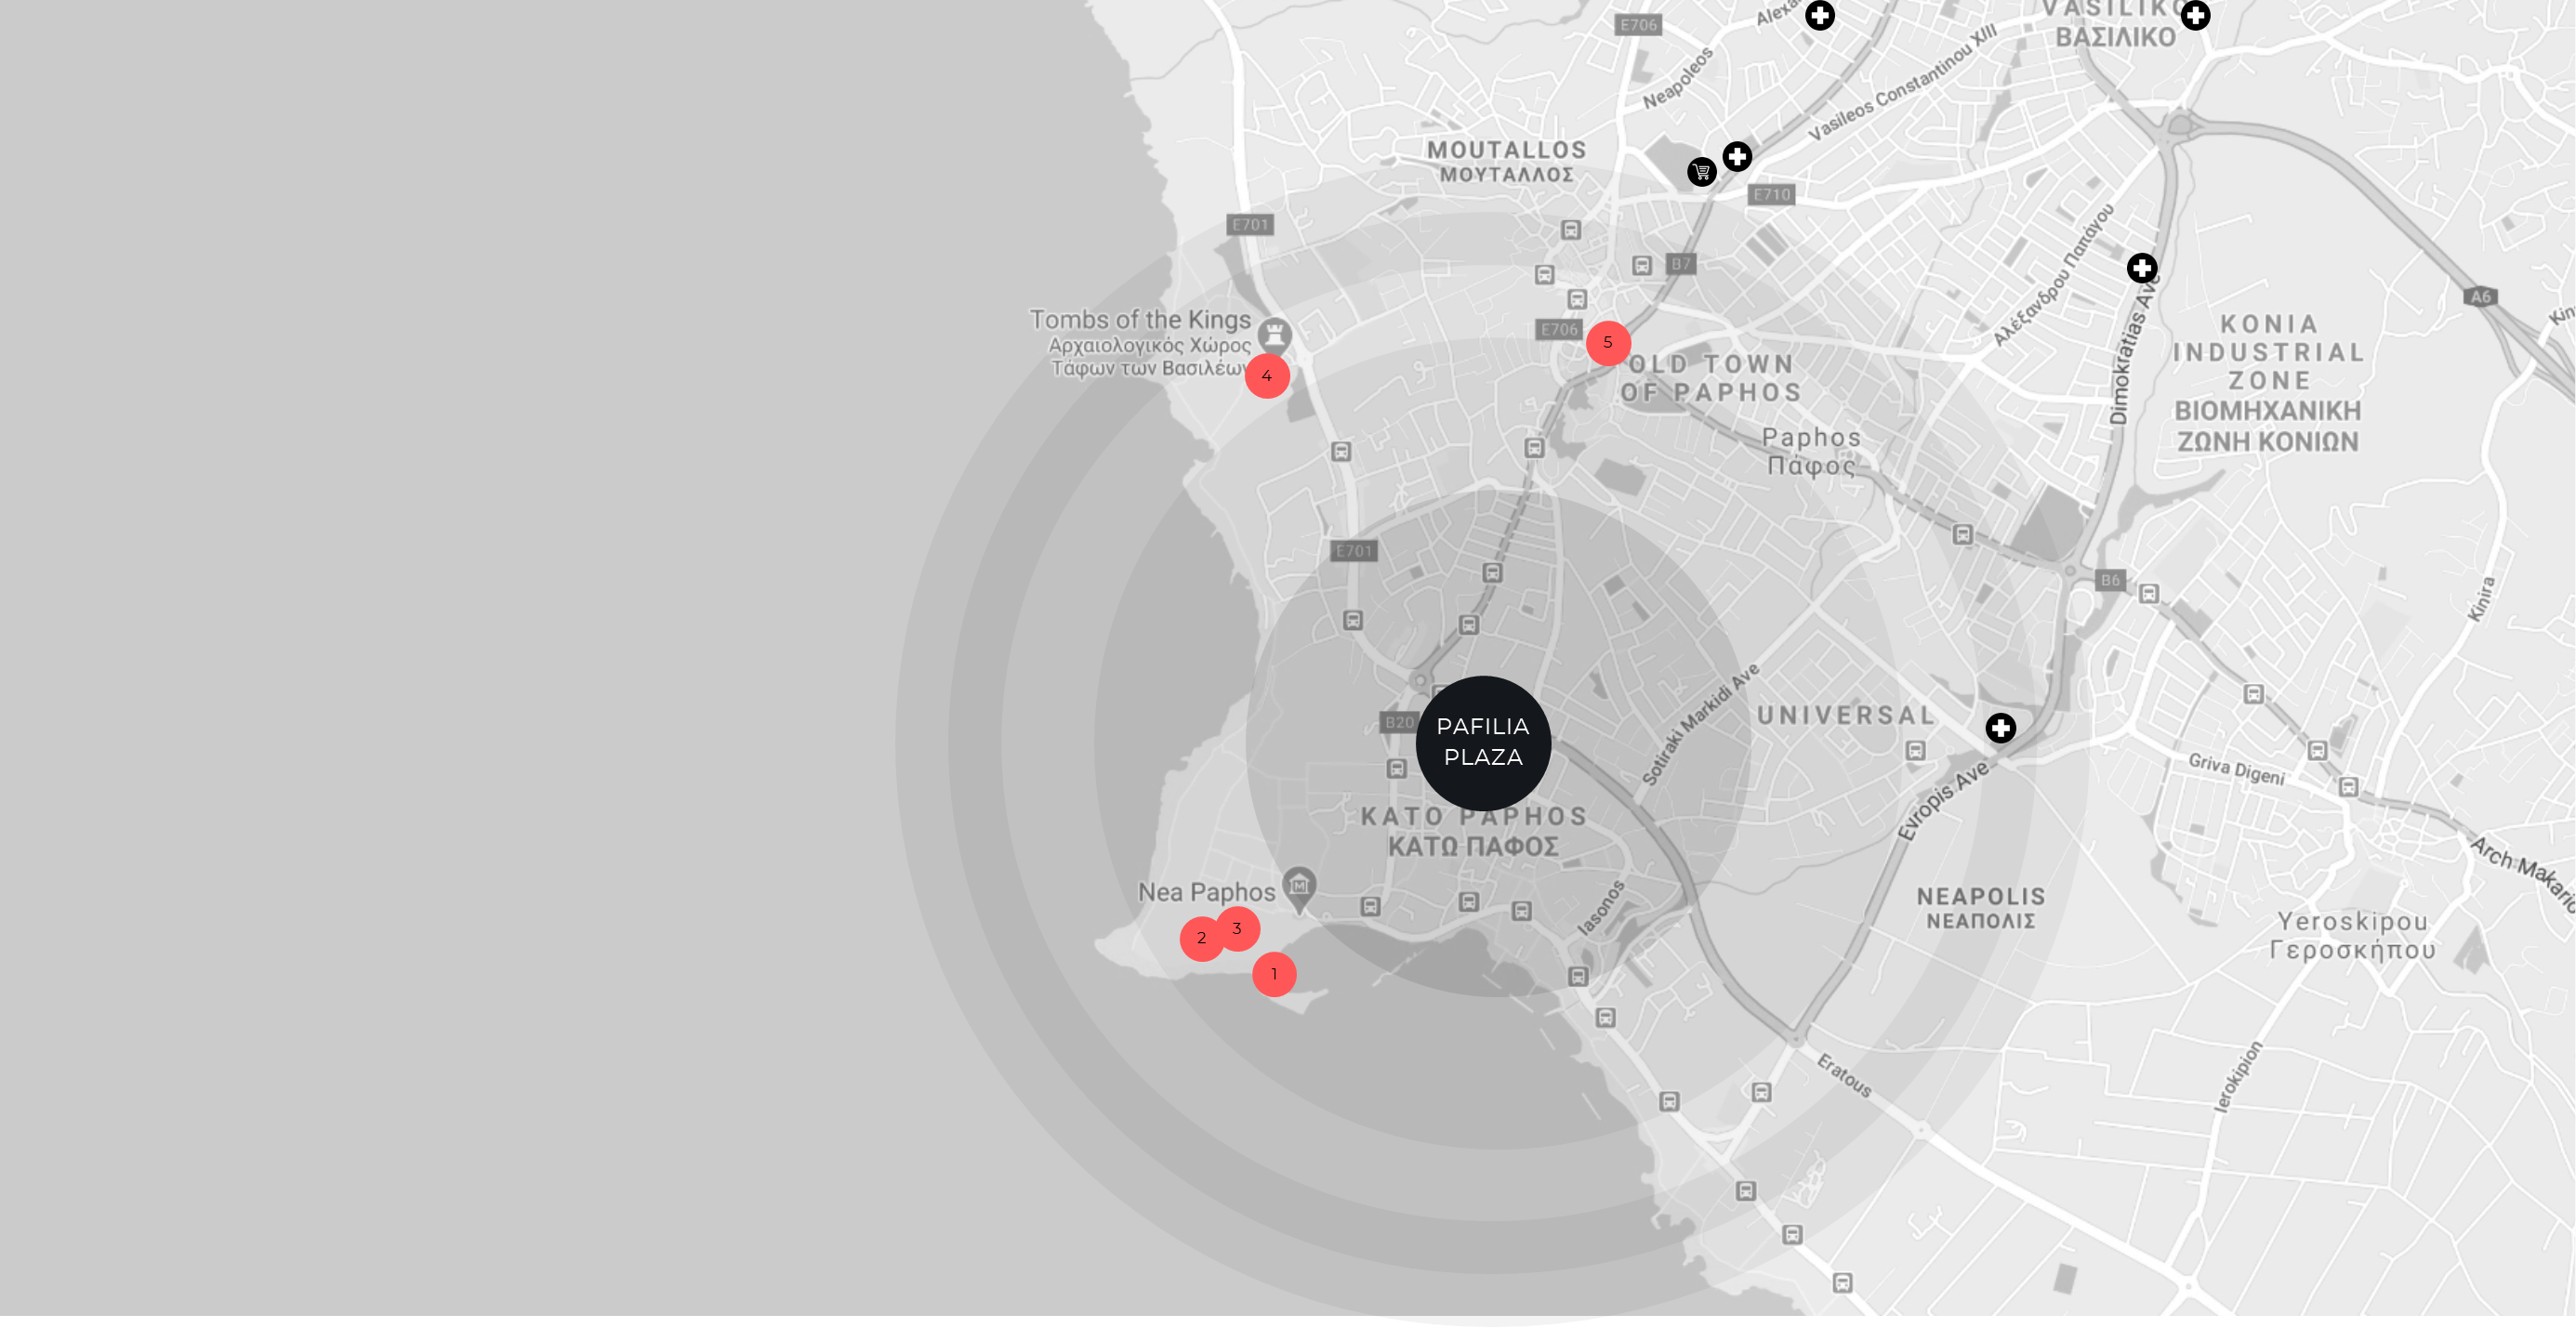 VASILIKO
ΒΑΣΙΛΙΚΟ
E706
Neapoleos
Vasileos Constantinou XIII
MOUTALLOS
ΜΟΥΤΑΛΛΟΣ
E710
E701
B7
Αλέξανδρου Παπάγου
Dimokratias Ave
A6
Tombs of the Kings
Αρχαιολογικός Χώρος
Τάφων των Βασιλέων
4
E706
5
OLD TOWN
OF PAPHOS
KONIA
INDUSTRIAL
ZONE
ΒΙΟΜΗΧΑΝΙΚΗ
ΖΩΝΗ ΚΟΝΙΩΝ
Paphos
Πάφος
E701
B6
Kinira
Sotiraki Markidi Ave
UNIVERSAL
B20
PAFILIA
PLAZA
Griva Digeni
Evropis Ave
KATO PAPHOS
ΚΑΤΩ ΠΑΦΟΣ
Arch Makario
Nea Paphos
M
Iasonos
NEAPOLIS
ΝΕΑΠΟΛΙΣ
Yeroskipou
Γεροσκήπου
2
3
1
Eratous
Ierokipion